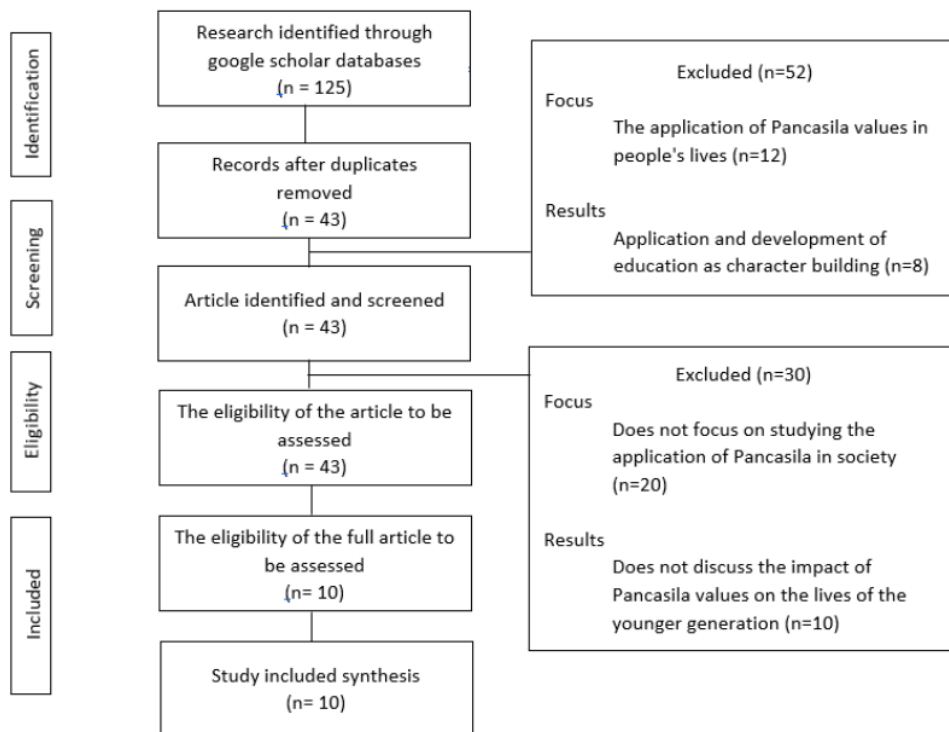 Identification
Screening
Eligibility
Included
Research identified through
google scholar databases
(n = 125)
Records after duplicates
removed
(n = 43)
Article identified and screened
(n = 43)
The eligibility of the article to be
assessed
(n = 43)
The eligibility of the full article to
be assessed
(n= 10)
Study included synthesis
(n= 10)
Excluded (n=52)
Focus
The application of Pancasila values in
people's lives (n=12)
Results
Application and development of
education as character building (n=8)
Excluded (n=30)
Focus
Does not focus on studying the
application of Pancasila in society
(n=20)
Results
Does not discuss the impact of
Pancasila values on the lives of the
younger generation (n=10)